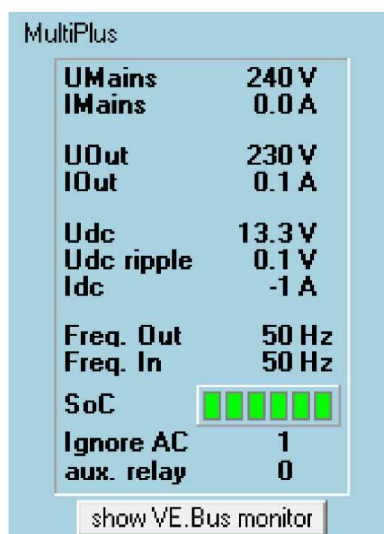 MultiPlus
UMains 240 V
IMains 0.0 A
UOut 230 V
IOut 0.1 A
Udc 13.3 V
Udc ripple 0.1 V
Idc -1 A
Freq. Out 50 Hz
Freq. In 50 Hz
SoC
Ignore AC 1
aux. relay 0
show VE.Bus monitor